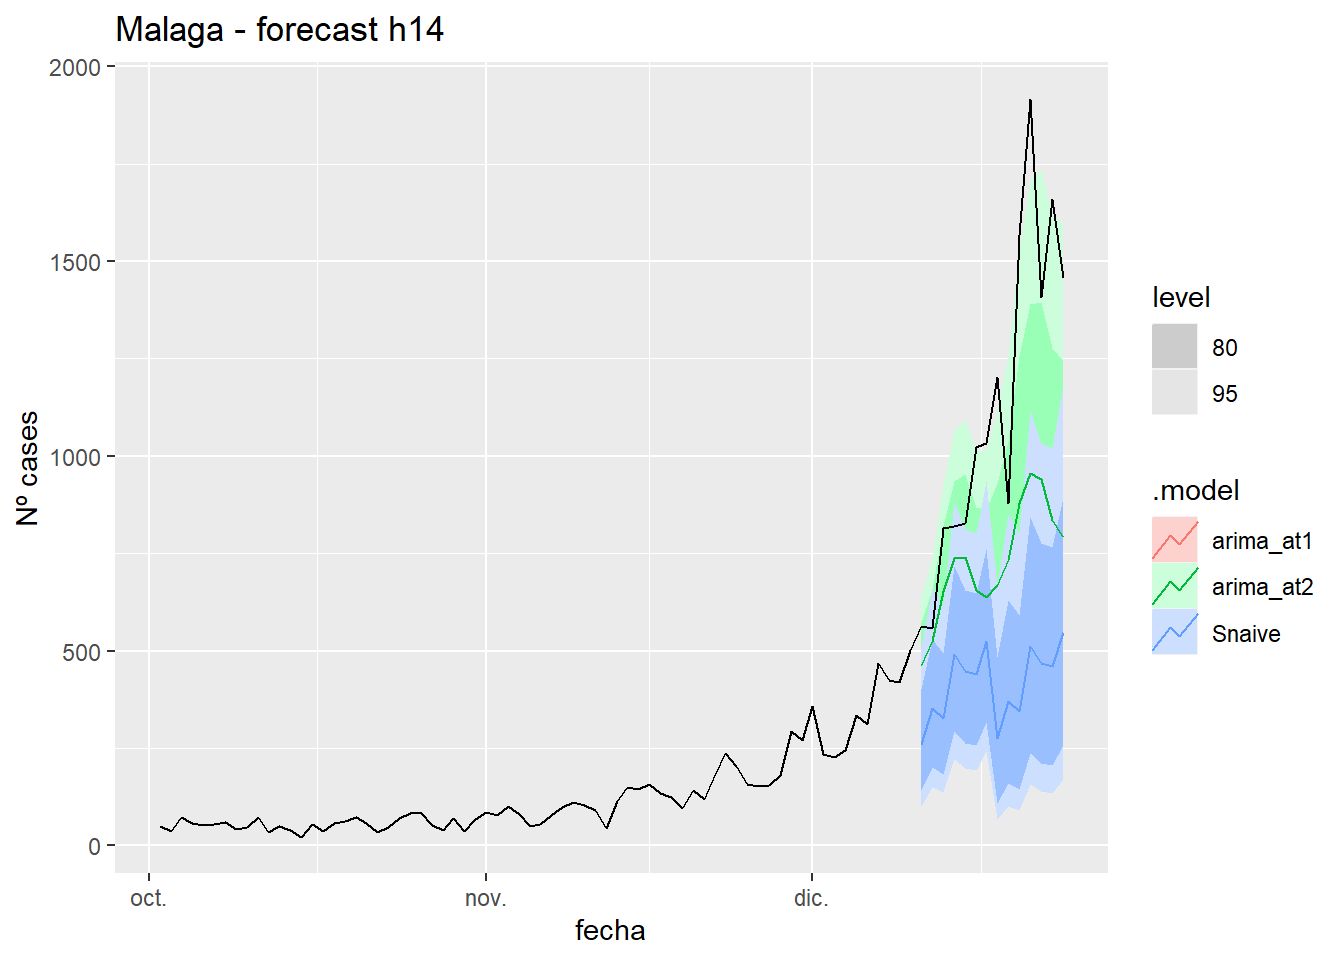 Malaga - forecast h14
2000
1500
1000
500
0
Nº cases
oct.
nov.
dic.
fecha
level
80
95
.model
arima_at1
arima_at2
Snaive